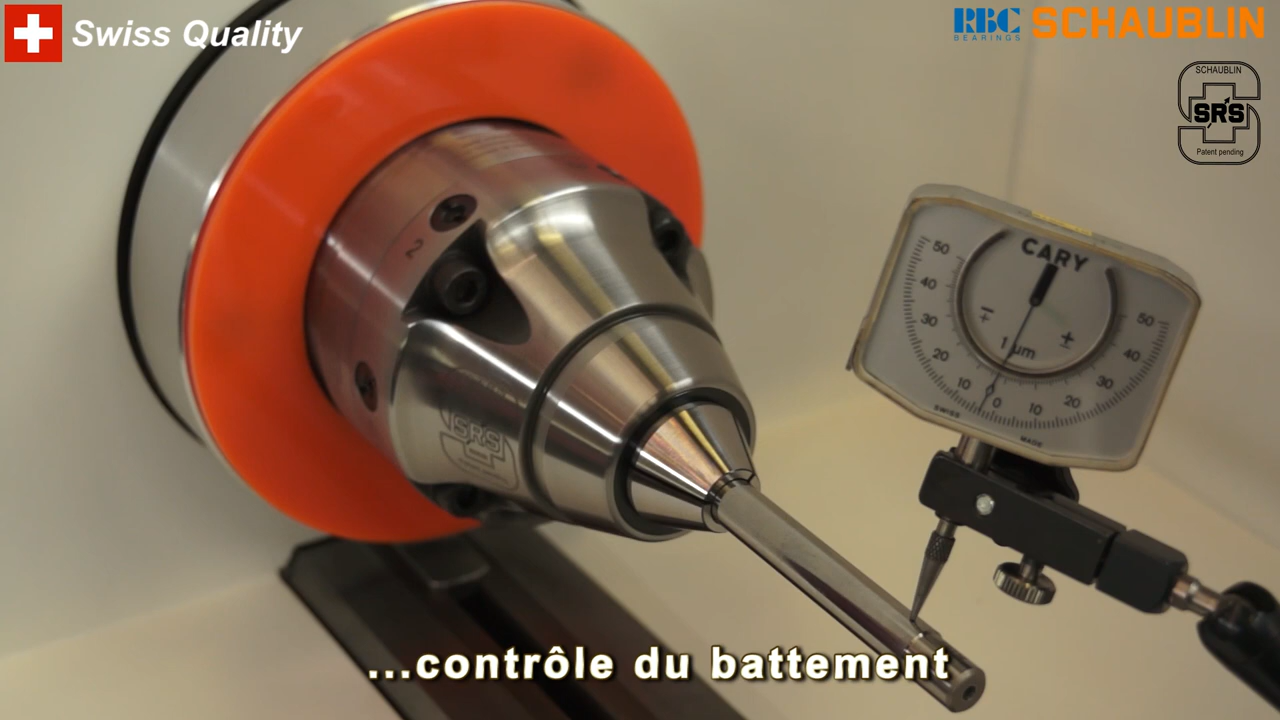 Swiss Quality
RBC
BEARINGS
SCHAUBLIN
SCHAUBLIN
SRS
Patent pending
2
SRS
CARY
50
40
30
20
10
0
10
20
30
40
50
±
±
1 µm
SWISS
MADE
...contrôle du battement